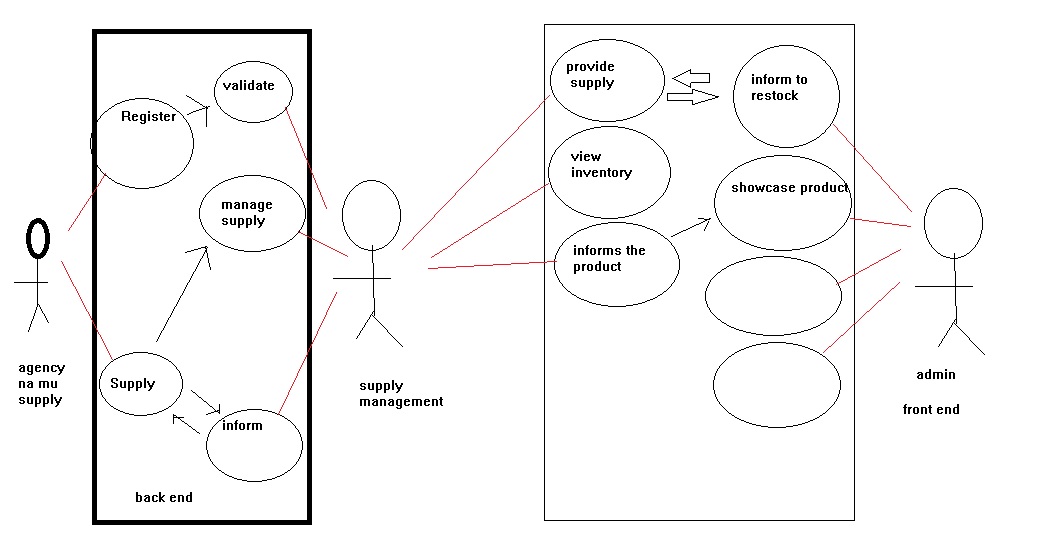 validate
Register
manage
supply
Supply
inform
back end
agency
na mu
supply
supply
management
provide
supply
inform to
restock
view
inventory
showcase product
informs the
product
admin
front end